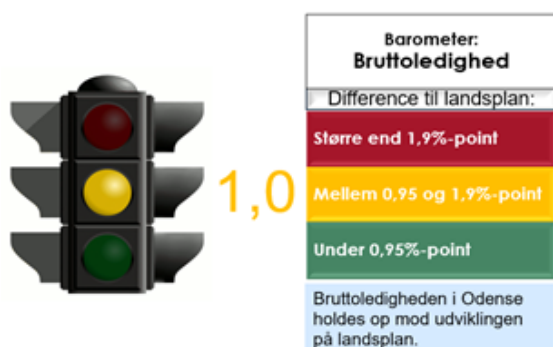 Barometer:
Bruttoledighed
Difference til landsplan:
Større end 1,9%-point
1,0
Mellem 0,95 og 1,9%-point
Under 0,95%-point
Bruttoledigheden i Odense
holdes op mod udviklingen
på landsplan.